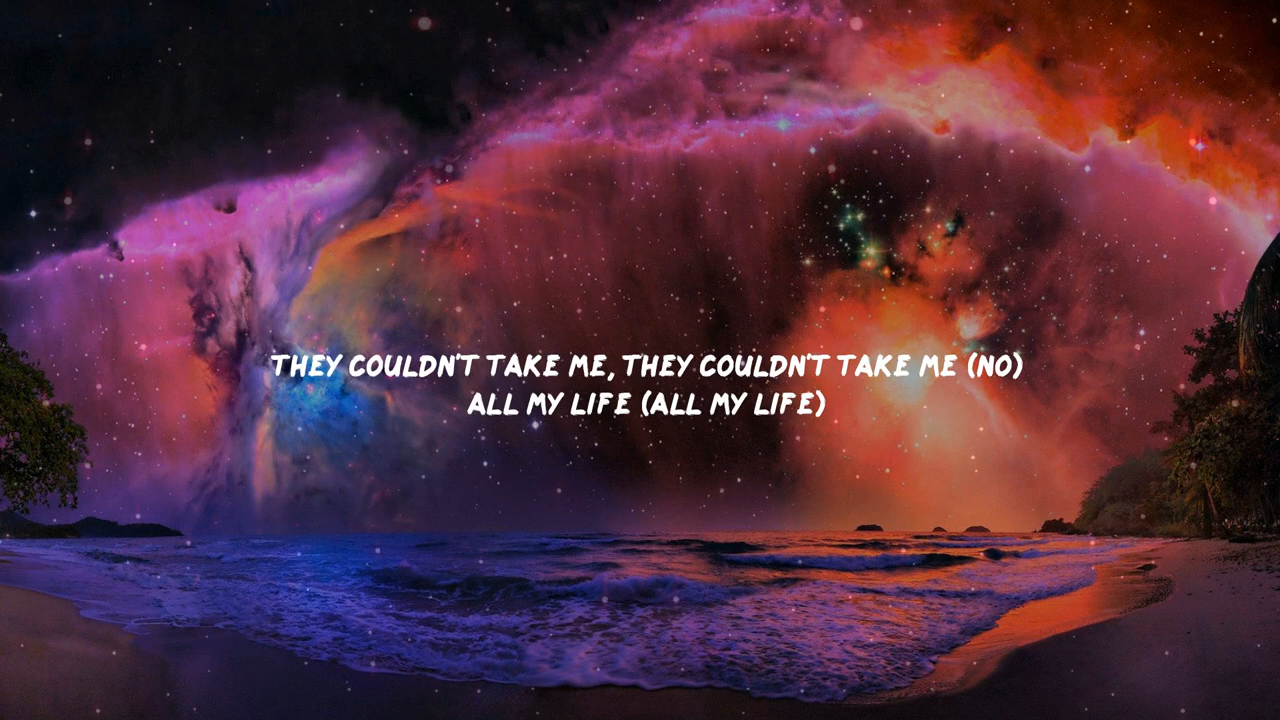 THEY COULDN'T TAKE ME, THEY COULDN'T TAKE ME (NO)
ALL MY LIFE (ALL MY LIFE)